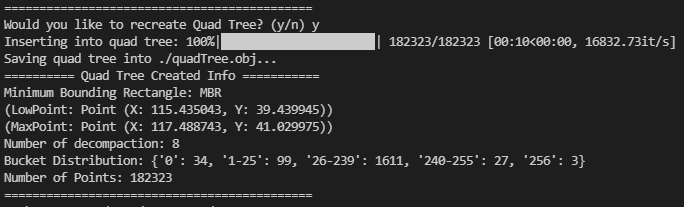 ============================================
Would you like to recreate Quad Tree? (y/n) y
Inserting into quad tree: 100%|██████████████████████| 182323/182323 [00:10<00:00, 16832.73it/s]
Saving quad tree into ./quadTree.obj...
========== Quad Tree Created Info ===========
Minimum Bounding Rectangle: MBR
(LowPoint: Point (X: 115.435043, Y: 39.439945))
(MaxPoint: Point (X: 117.488743, Y: 41.029975))
Number of decompaction: 8
Bucket Distribution: {'0': 34, '1-25': 99, '26-239': 1611, '240-255': 27, '256': 3}
Number of Points: 182323
============================================